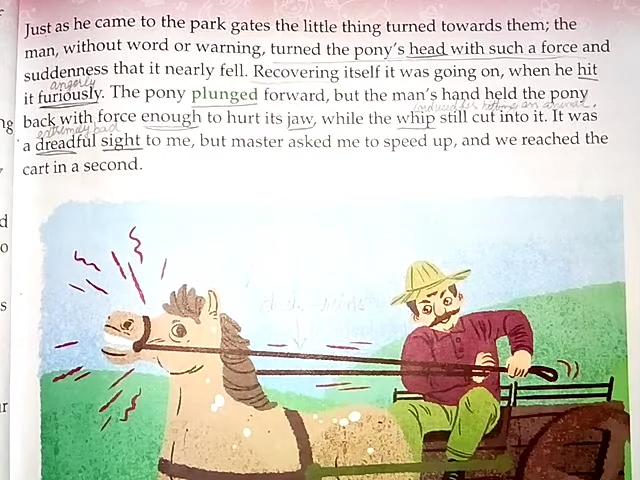 Just as he came to the park gates the little thing turned towards them; the
man, without word or warning, turned the pony's head with such a force and
suddenness that it nearly fell. Recovering itself it was going on, when he hit
angerly
it furiously. The pony plunged forward, but the man's hand held the pony
back with force enough to hurt its jaw, while the whip still cut into it. It was
extremely bad
a dreadful sight to me, but master asked me to speed up, and we reached the
cart in a second.
ng
d
o
s
r